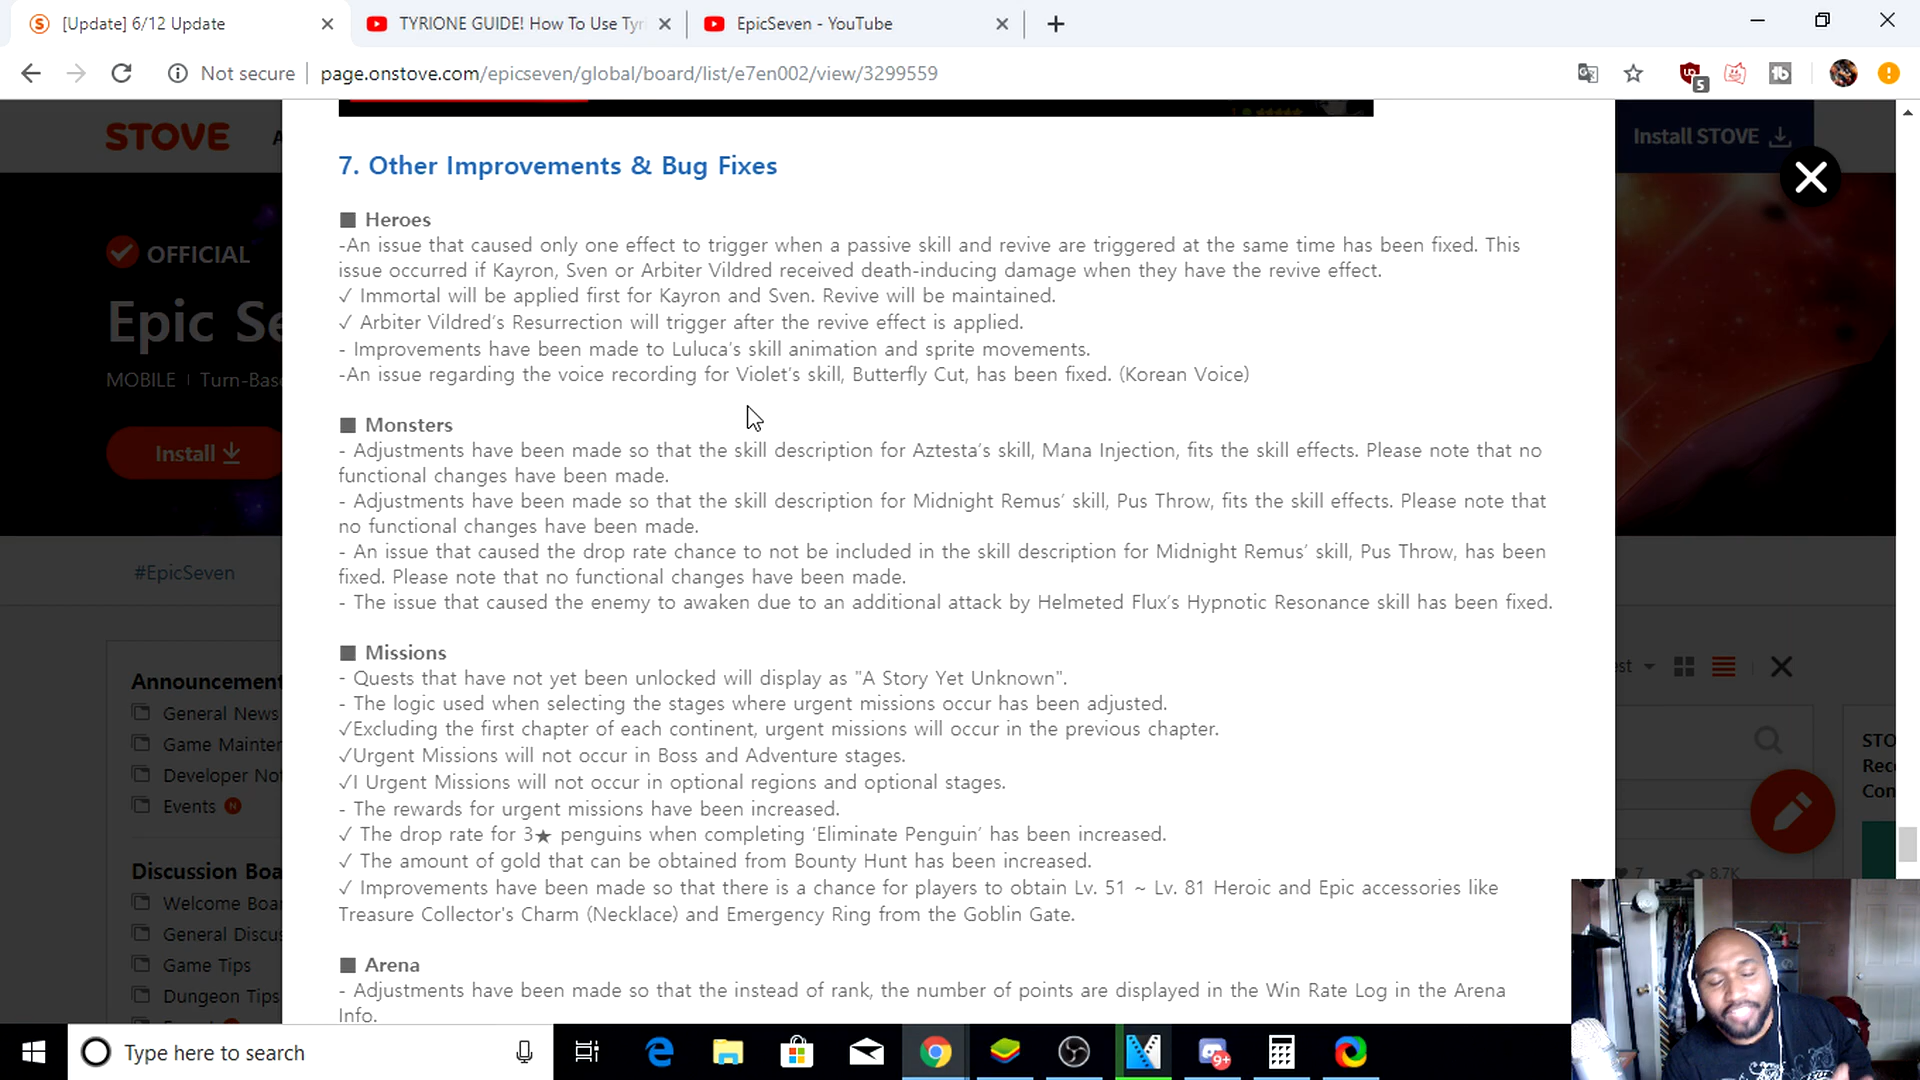 [Update] 6/12 Update
TYRIONE GUIDE! How To Use Tyri
EpicSeven - YouTube
Not secure
page.onstove.com/epicseven/global/board/list/e7en002/view/3299559
5
STOVE
A
Install STOVE
7. Other Improvements & Bug Fixes
■ Heroes
-An issue that caused only one effect to trigger when a passive skill and revive are triggered at the same time has been fixed. This
issue occurred if Kayron, Sven or Arbiter Vildred received death-inducing damage when they have the revive effect.
✓ Immortal will be applied first for Kayron and Sven. Revive will be maintained.
✓ Arbiter Vildred's Resurrection will trigger after the revive effect is applied.
- Improvements have been made to Luluca's skill animation and sprite movements.
-An issue regarding the voice recording for Violet's skill, Butterfly Cut, has been fixed. (Korean Voice)
■ Monsters
- Adjustments have been made so that the skill description for Aztesta's skill, Mana Injection, fits the skill effects. Please note that no
functional changes have been made.
- Adjustments have been made so that the skill description for Midnight Remus' skill, Pus Throw, fits the skill effects. Please note that
no functional changes have been made.
- An issue that caused the drop rate chance to not be included in the skill description for Midnight Remus' skill, Pus Throw, has been
fixed. Please note that no functional changes have been made.
- The issue that caused the enemy to awaken due to an additional attack by Helmeted Flux's Hypnotic Resonance skill has been fixed.
■ Missions
- Quests that have not yet been unlocked will display as "A Story Yet Unknown".
- The logic used when selecting the stages where urgent missions occur has been adjusted.
✓Excluding the first chapter of each continent, urgent missions will occur in the previous chapter.
✓Urgent Missions will not occur in Boss and Adventure stages.
✓I Urgent Missions will not occur in optional regions and optional stages.
- The rewards for urgent missions have been increased.
✓ The drop rate for 3★ penguins when completing 'Eliminate Penguin' has been increased.
✓ The amount of gold that can be obtained from Bounty Hunt has been increased.
✓ Improvements have been made so that there is a chance for players to obtain Lv. 51 ~ Lv. 81 Heroic and Epic accessories like
Treasure Collector's Charm (Necklace) and Emergency Ring from the Goblin Gate.
■ Arena
- Adjustments have been made so that the instead of rank, the number of points are displayed in the Win Rate Log in the Arena
Info.
OFFICIAL
Epic Se
MOBILE | Turn-Bas
Install
#EpicSeven
Announcement
General News
Game Mainter
Developer No
Events N
Discussion Boa
Welcome Boa
General Discus
Game Tips
Dungeon Tips
est
STO
Rec
Con
7 8.7K
Type here to search
9+